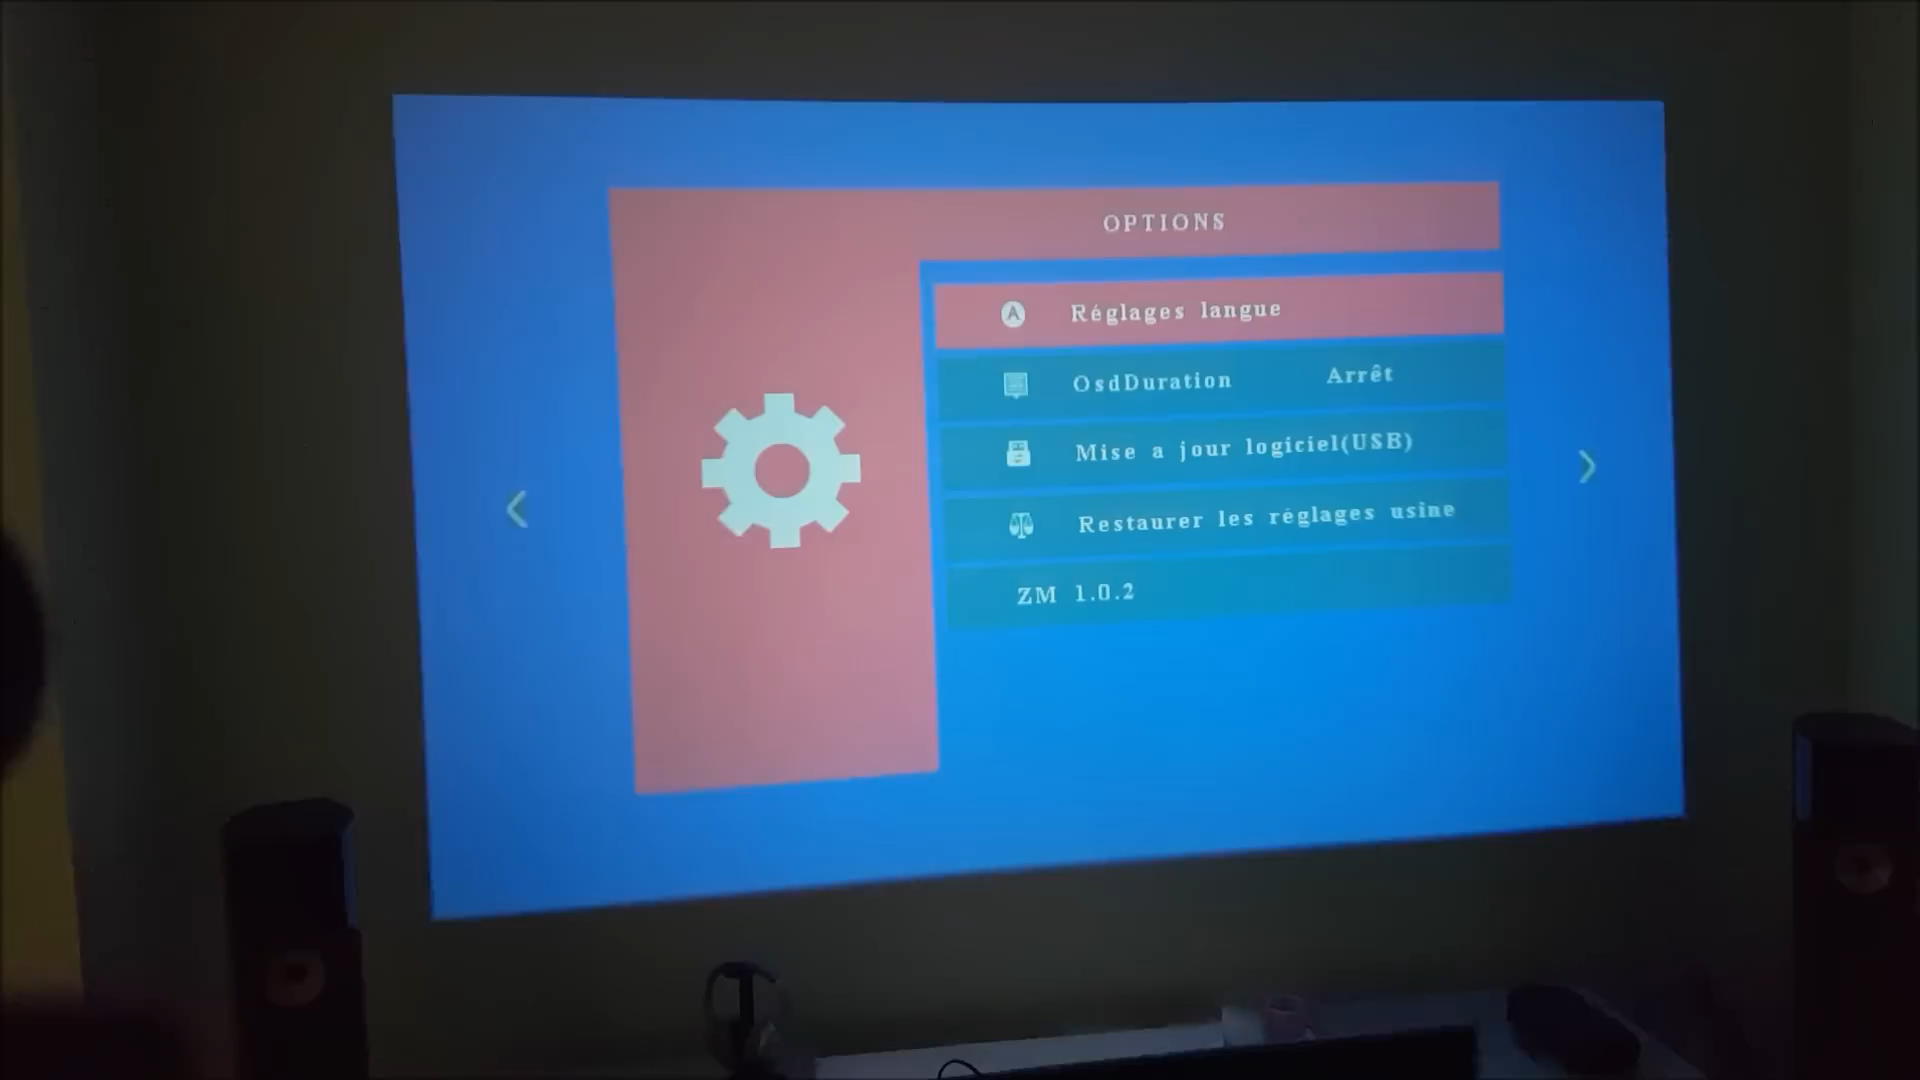 OPTIONS
A Réglages langue
OsdDuration Arrêt
Mise a jour logiciel(USB)
Restaurer les réglages usine
ZM 1.0.2